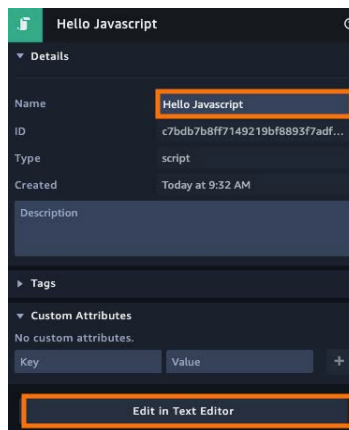 Hello Javascript
Details
Name Hello Javascript
ID c7bdb7b8ff7149219bf8893f7adf...
Type script
Created Today at 9:32 AM
Description
Tags
Custom Attributes
No custom attributes.
Key Value +
Edit in Text Editor